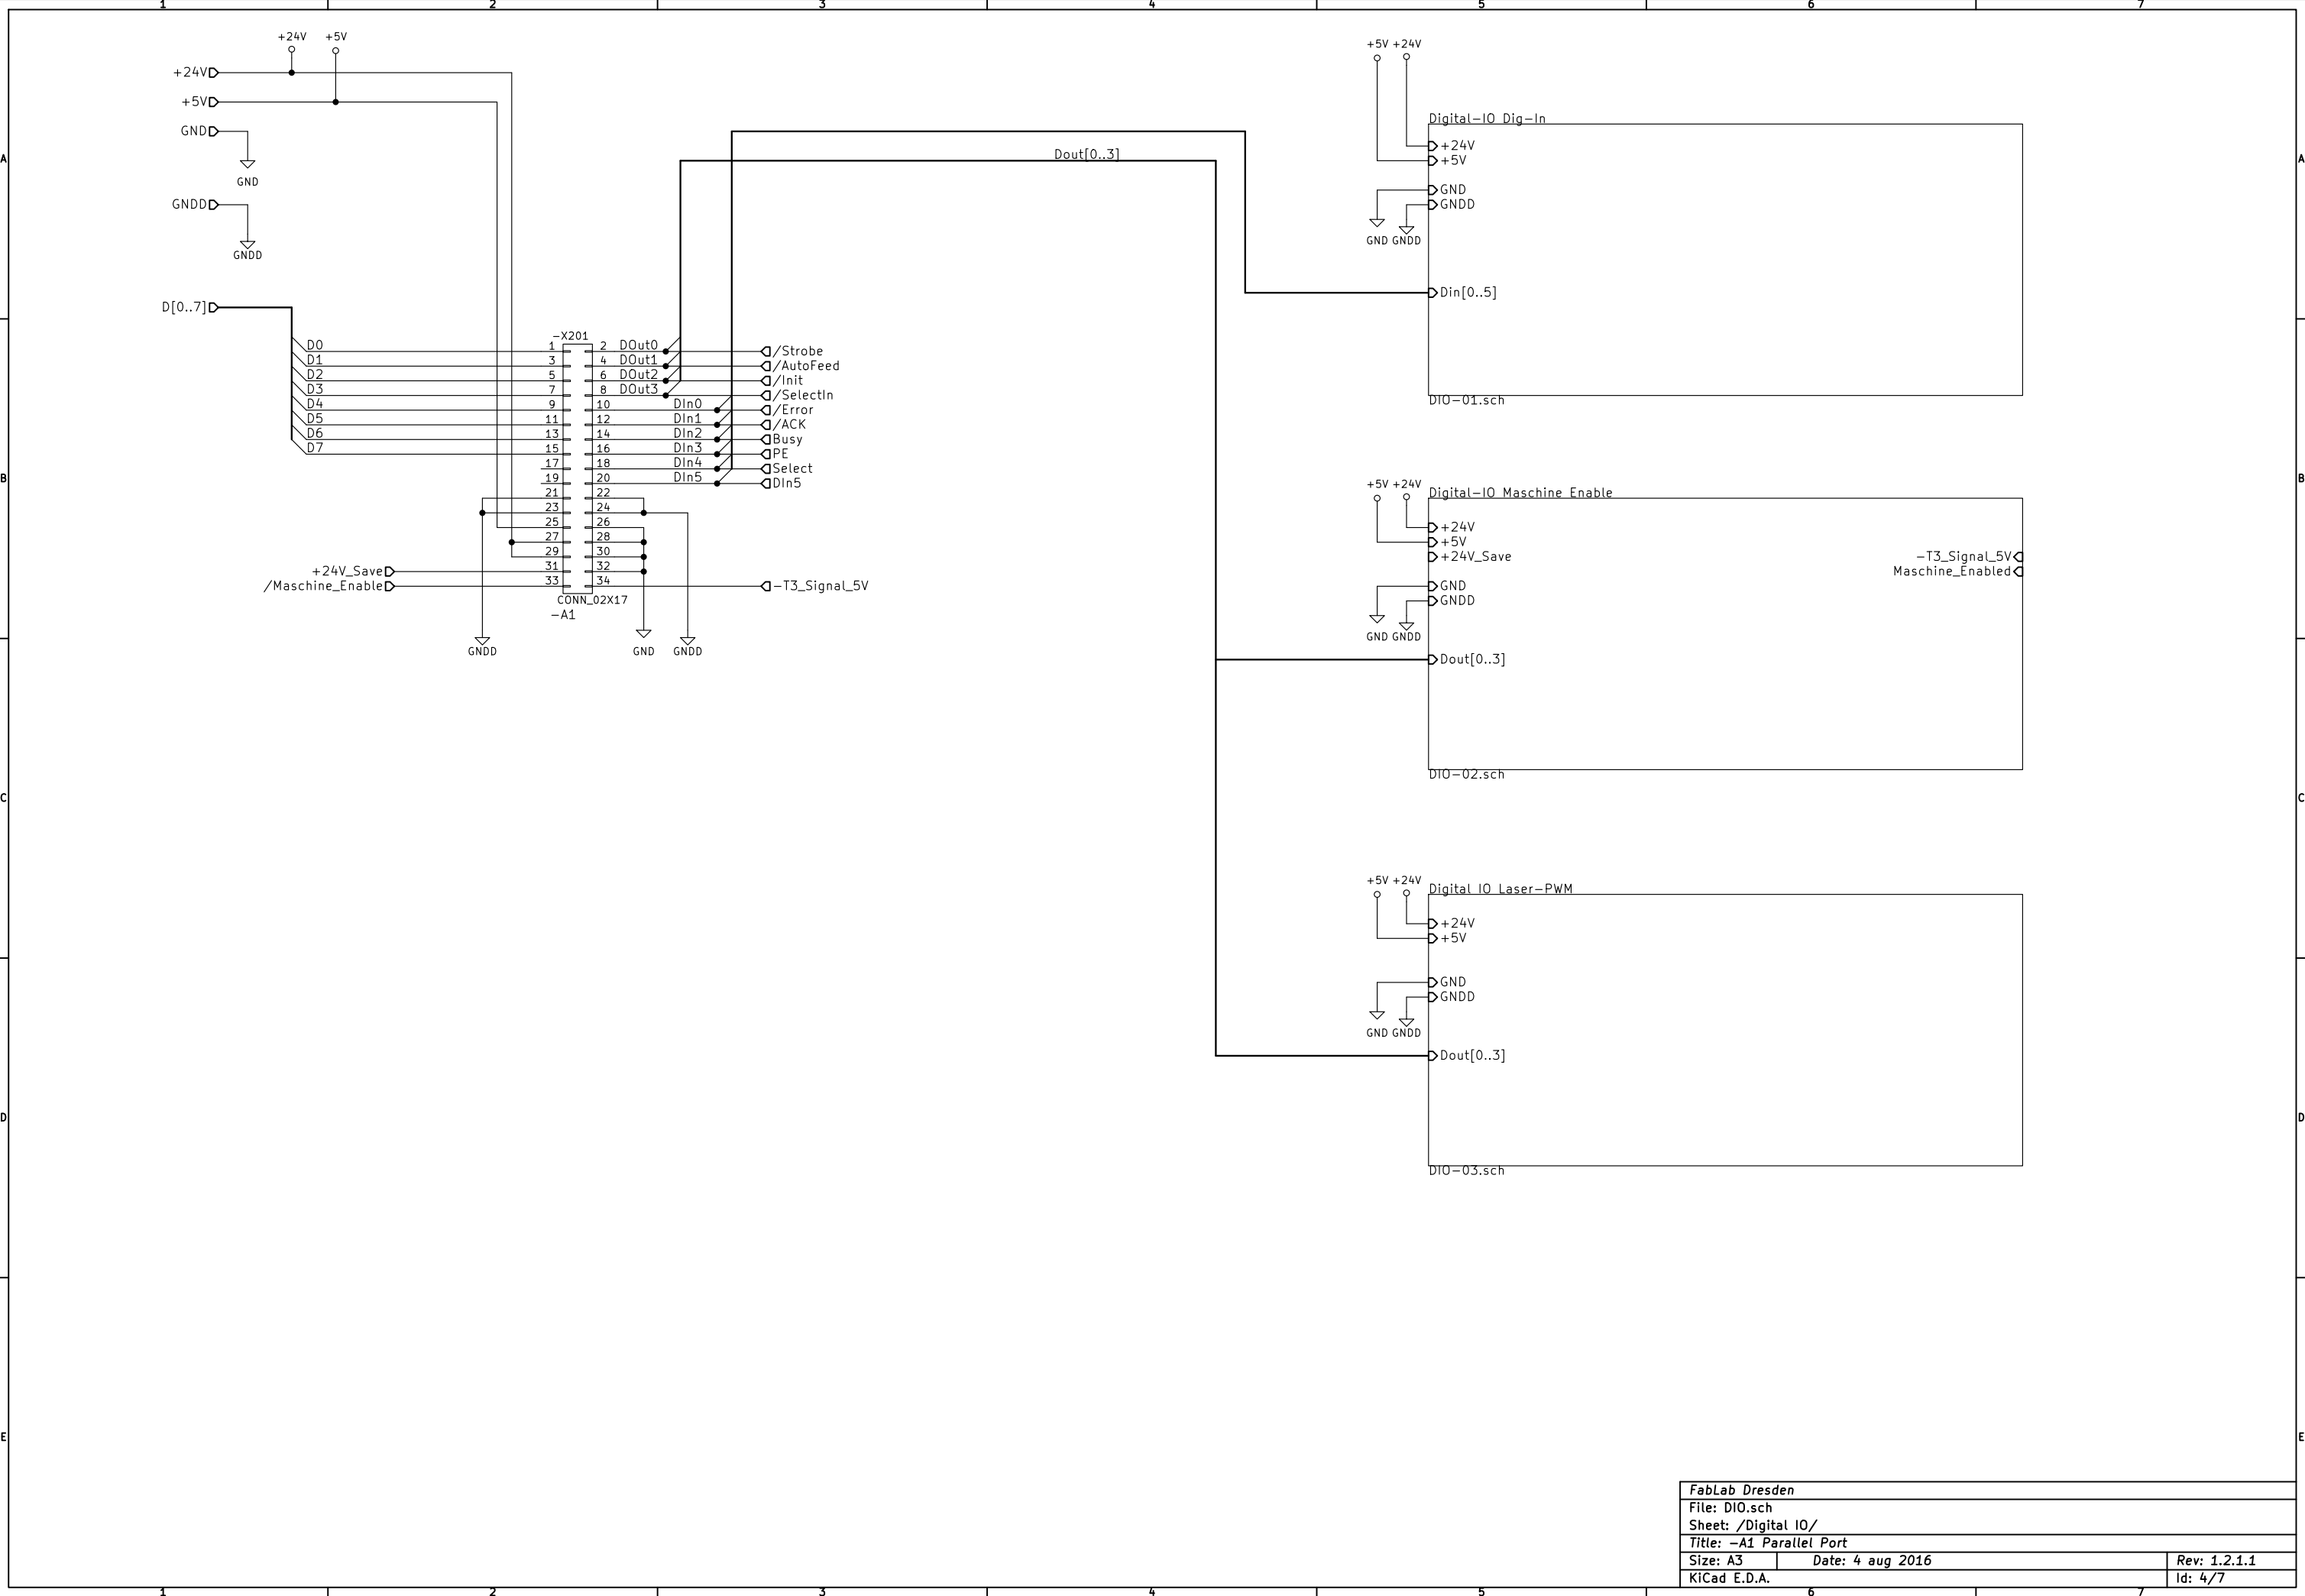 1 2 3 4 5 6 7
+24V +5V
+24V
+5V
GND
GND
GNDD
GNDD
D[0..7]
D0
D1
D2
D3
D4
D5
D6
D7
-X201
1 2
3 4
5 6
7 8
9 10
11 12
13 14
15 16
17 18
19 20
21 22
23 24
25 26
27 28
29 30
31 32
33 34
CONN_02X17
-A1
DOut0
DOut1
DOut2
DOut3
DIn0
DIn1
DIn2
DIn3
DIn4
DIn5
/Strobe
/AutoFeed
/Init
/SelectIn
/Error
/ACK
Busy
PE
Select
DIn5
+24V_Save
/Maschine_Enable
-T3_Signal_5V
GNDD
GND
GNDD
Dout[0..3]
+5V +24V
Digital-IO Dig-In
+24V
+5V
GND
GNDD
GND GNDD
Din[0..5]
DIO-01.sch
+5V +24V
Digital-IO Maschine Enable
+24V
+5V
+24V_Save
-T3_Signal_5V
Maschine_Enabled
GND
GNDD
GND GNDD
Dout[0..3]
DIO-02.sch
+5V +24V
Digital IO Laser-PWM
+24V
+5V
GND
GNDD
GND GNDD
Dout[0..3]
DIO-03.sch
A A
B B
C C
D D
E E
FabLab Dresden
File: DIO.sch
Sheet: /Digital IO/
Title: -A1 Parallel Port
Size: A3 Date: 4 aug 2016 Rev: 1.2.1.1
KiCad E.D.A. Id: 4/7
1 2 3 4 5 6 7